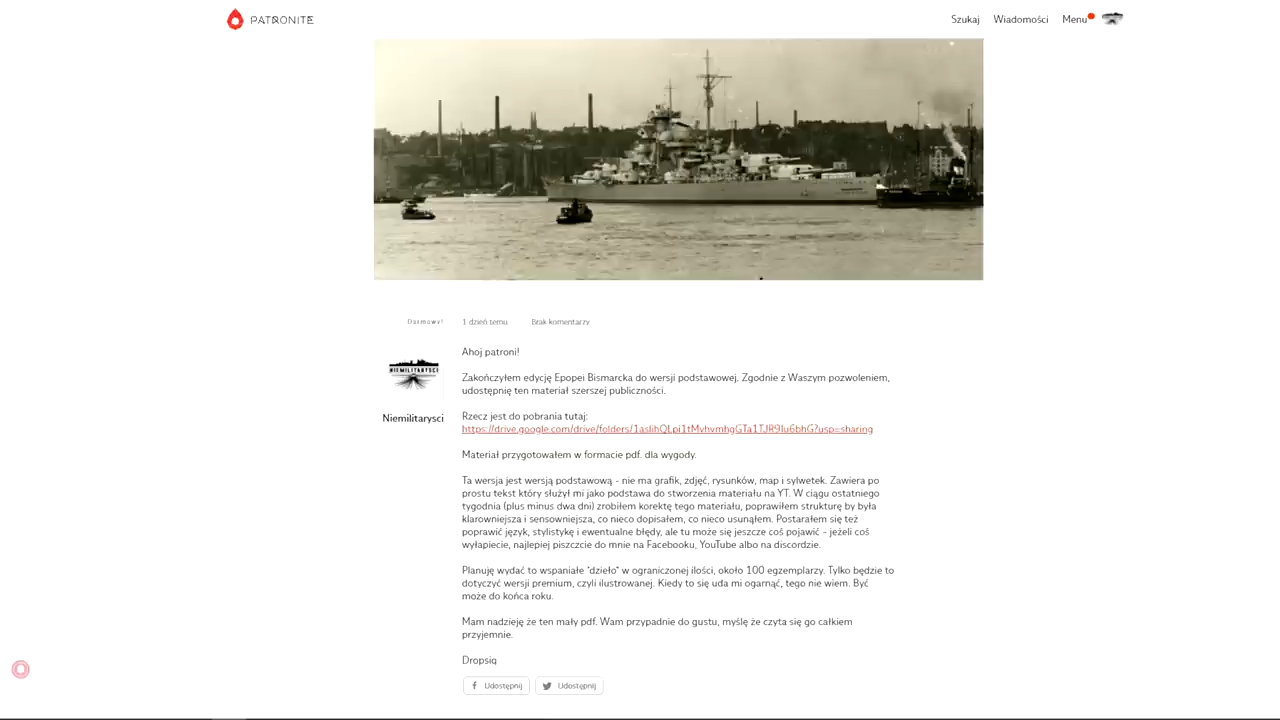 PATRONITE
Szukaj Wiadomości Menu
Darmowy! 1 dzień temu Brak komentarzy
NIEMILITARYSCI
Niemilitarysci
Ahoj patroni!
Zakończyłem edycję Epopei Bismarcka do wersji podstawowej. Zgodnie z Waszym pozwoleniem,
udostępnię ten materiał szerszej publiczności.
Rzecz jest do pobrania tutaj:
Materiał przygotowałem w formacie pdf. dla wygody.
Ta wersja jest wersją podstawową - nie ma grafik, zdjęć, rysunków, map i sylwetek. Zawiera po
prostu tekst który służył mi jako podstawa do stworzenia materiału na YT. W ciągu ostatniego
tygodnia (plus minus dwa dni) zrobiłem korektę tego materiału, poprawiłem strukturę by była
klarowniejsza i sensowniejsza, co nieco dopisałem, co nieco usunąłem. Postarałem się też
poprawić język, stylistykę i ewentualne błędy, ale tu może się jeszcze coś pojawić - jeżeli coś
wyłapiecie, najlepiej piszczcie do mnie na Facebooku, YouTube albo na discordzie.
Planuję wydać to wspaniałe "dzieło" w ograniczonej ilości, około 100 egzemplarzy. Tylko będzie to
dotyczyć wersji premium, czyli ilustrowanej. Kiedy to się uda mi ogarnąć, tego nie wiem. Być
może do końca roku.
Mam nadzieję że ten mały pdf. Wam przypadnie do gustu, myślę że czyta się go całkiem
przyjemnie.
Dropsig
Udostępnij Udostępnij